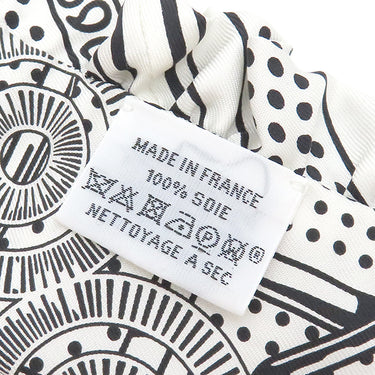 MADE IN FRANCE
100% SOIE
NETTOYAGE A SEC